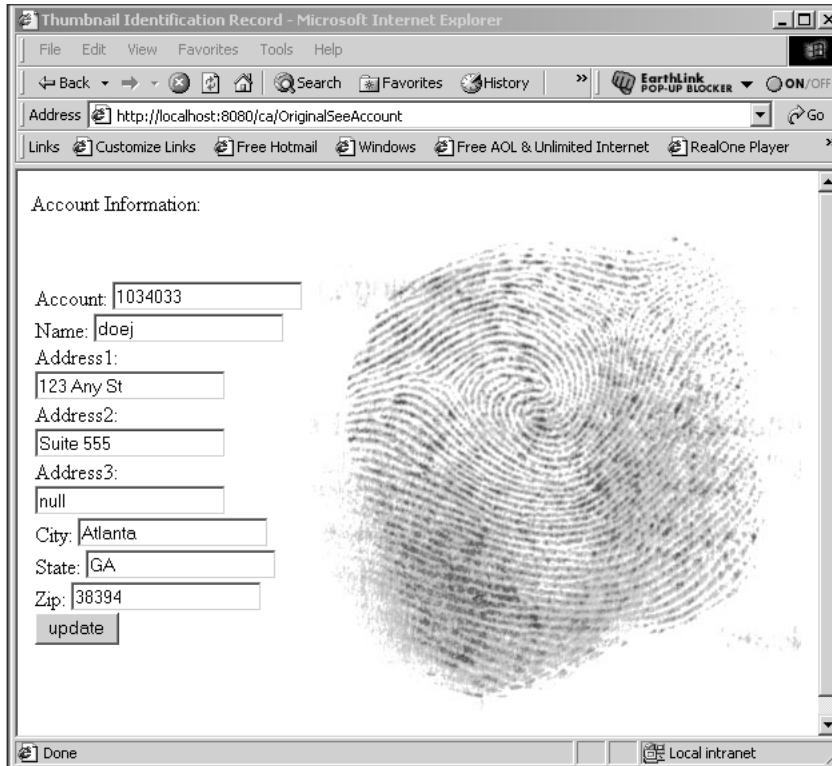 Thumbnail Identification Record - Microsoft Internet Explorer
File Edit View Favorites Tools Help
Back Search Favorites History » EarthLink POP-UP BLOCKER ON/OFF
Address http://localhost:8080/ca/OriginalSeeAccount Go
Links Customize Links Free Hotmail Windows Free AOL & Unlimited Internet RealOne Player »
Account Information:
Account: 1034033
Name: doej
Address1:
123 Any St
Address2:
Suite 555
Address3:
null
City: Atlanta
State: GA
Zip: 38394
update
Done Local intranet